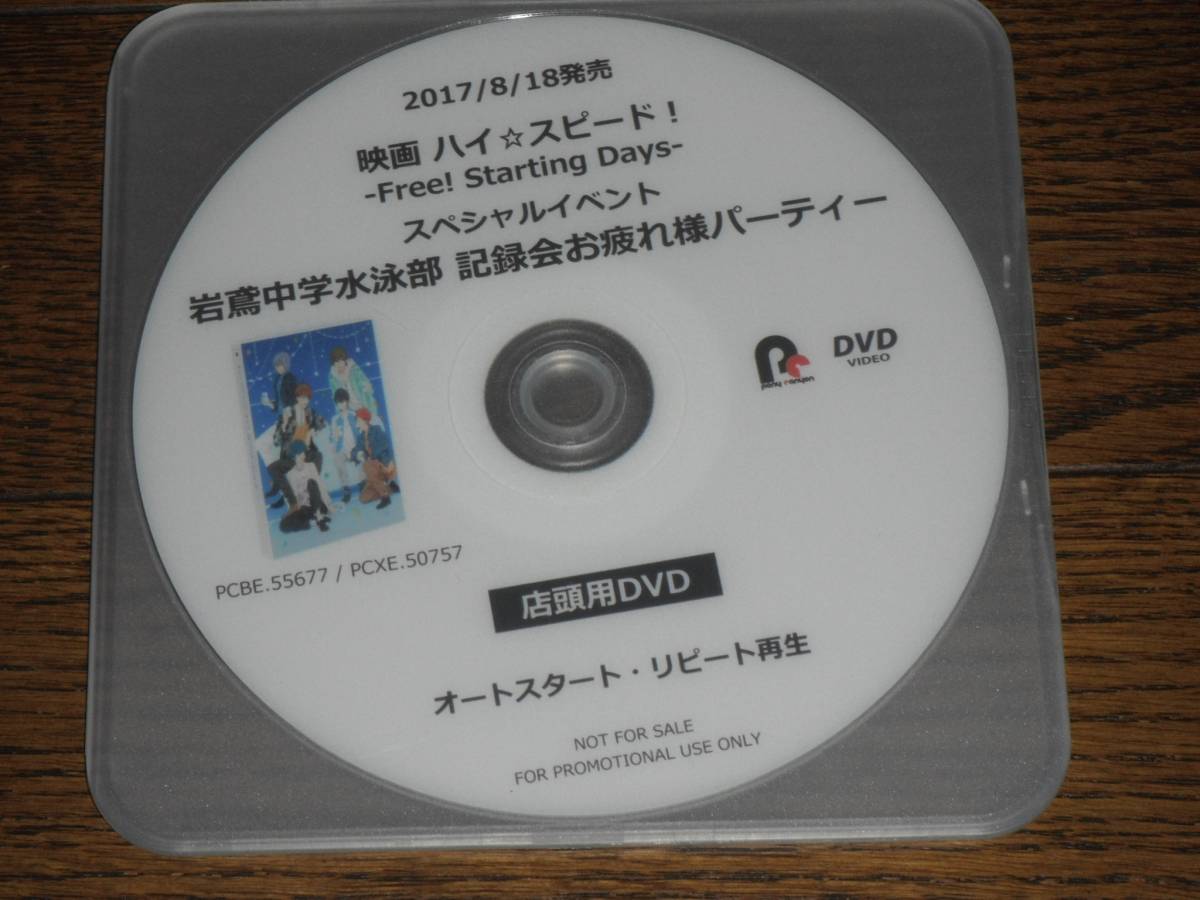 2017/8/18発売
映画 ハイ☆スピード！
-Free! Starting Days-
スペシャルイベント
岩鳶中学水泳部 記録会お疲れ様パーティー
pony canyon
DVD
VIDEO
PCBE.55677 / PCXE.50757
店頭用DVD
オートスタート・リピート再生
NOT FOR SALE
FOR PROMOTIONAL USE ONLY